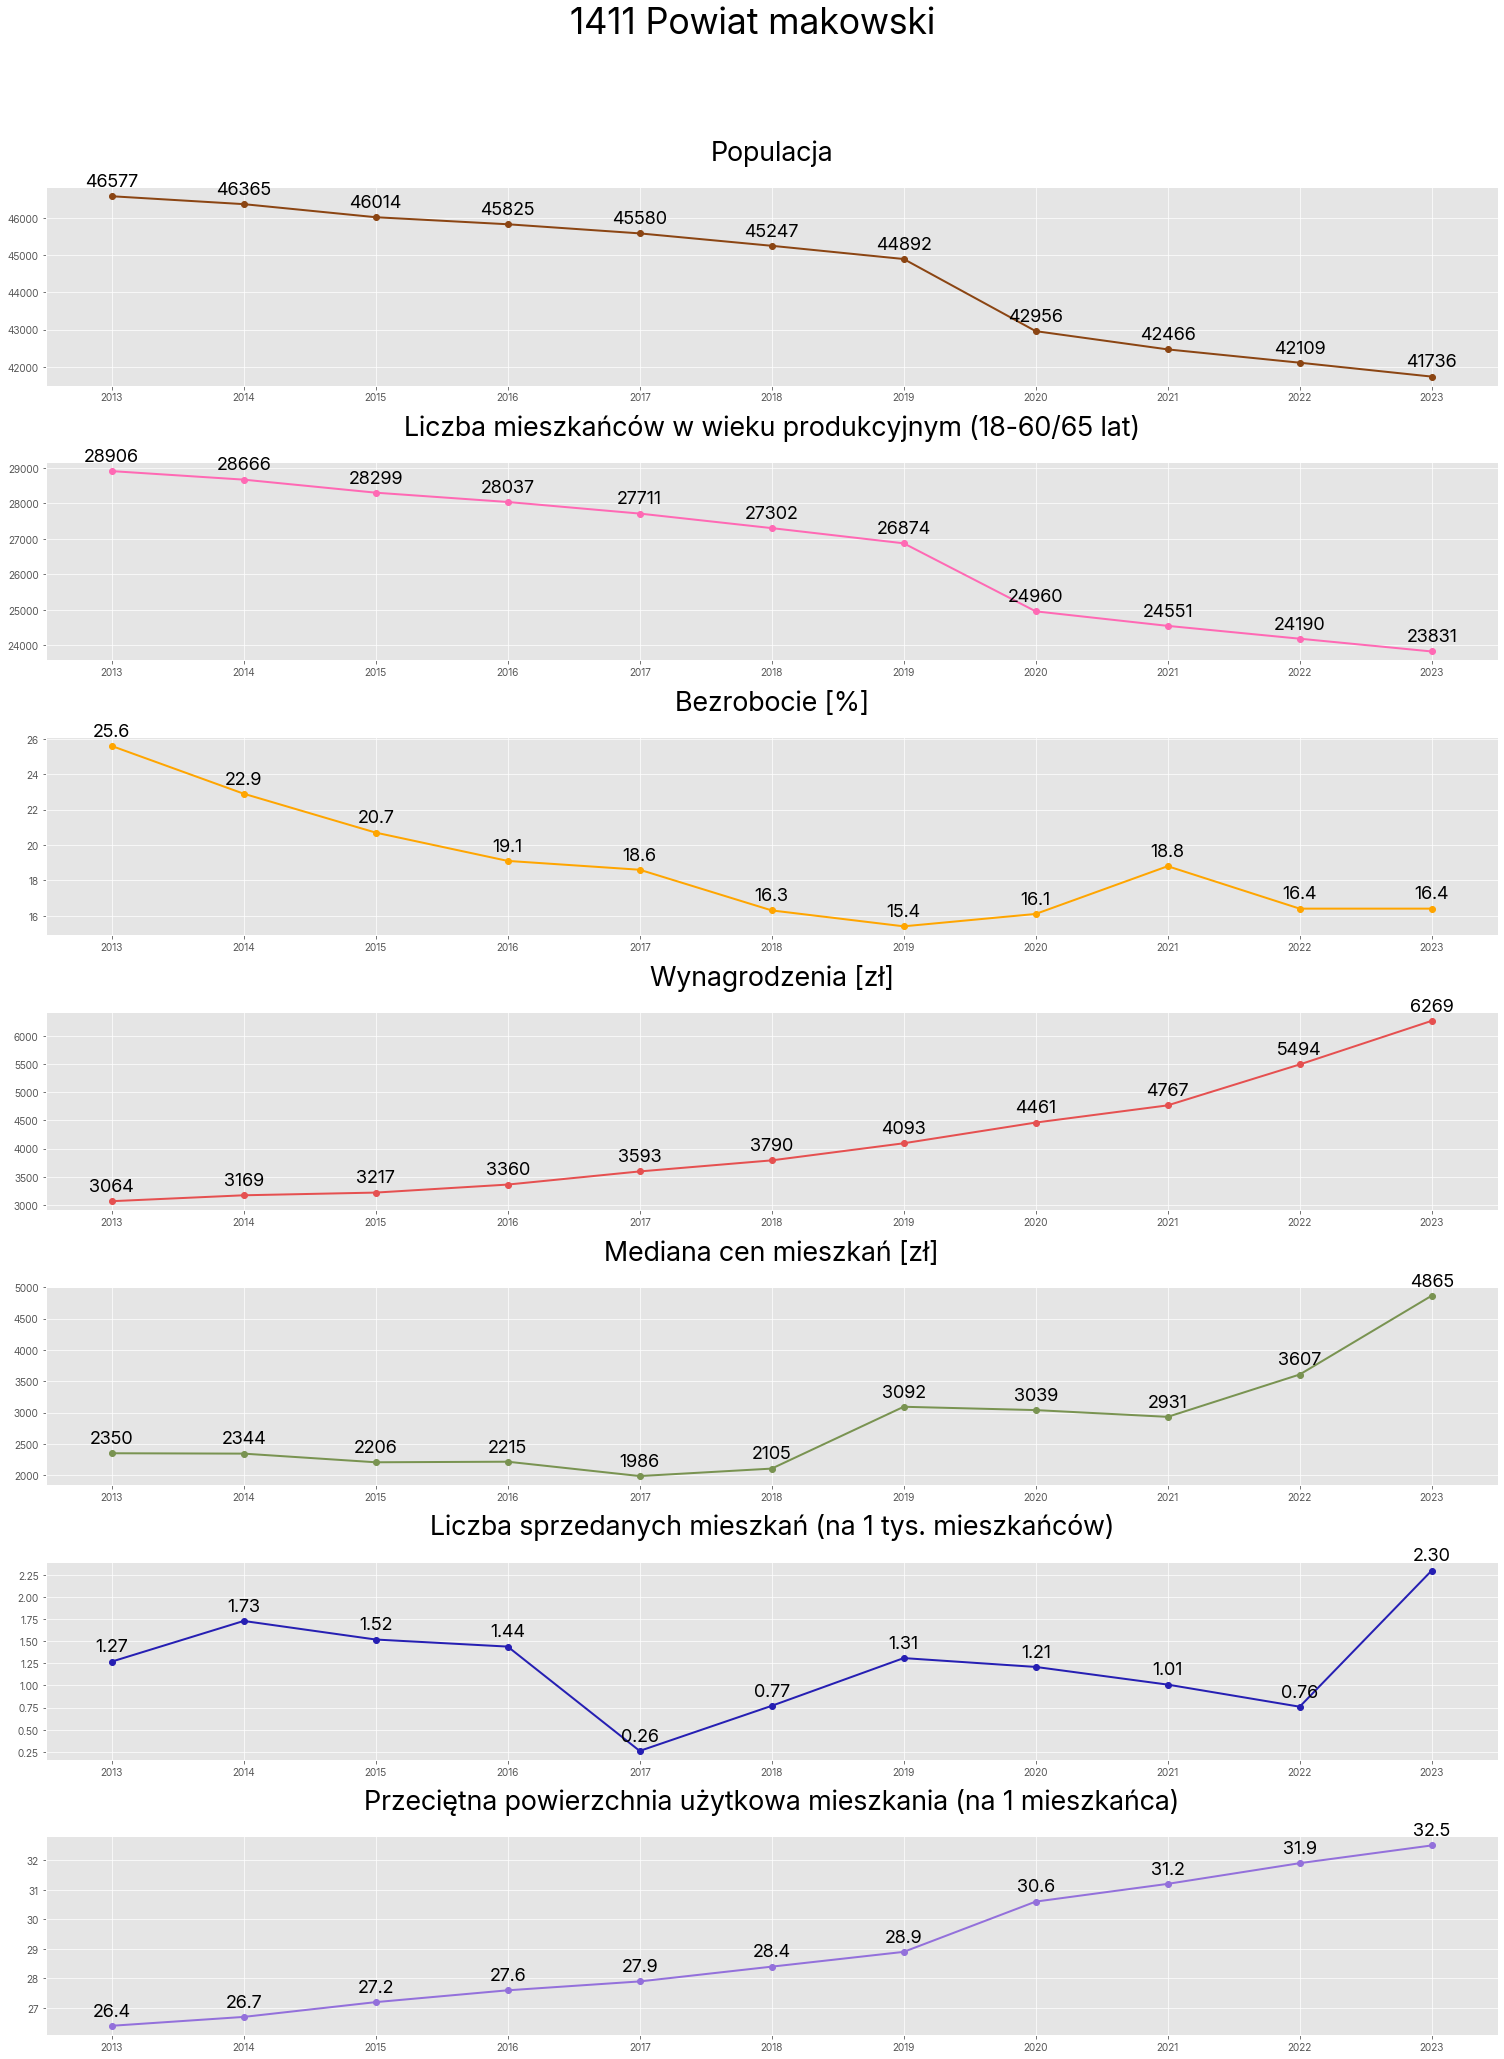 1411 Powiat makowski
Populacja
46577 46365 46014 45825 45580 45247 44892 42956 42466 42109 41736
46000
45000
44000
43000
42000
2013 2014 2015 2016 2017 2018 2019 2020 2021 2022 2023
Liczba mieszkańców w wieku produkcyjnym (18-60/65 lat)
28906 28666 28299 28037 27711 27302 26874 24960 24551 24190 23831
29000
28000
27000
26000
25000
24000
2013 2014 2015 2016 2017 2018 2019 2020 2021 2022 2023
Bezrobocie [%]
25.6 22.9 20.7 19.1 18.6 16.3 15.4 16.1 18.8 16.4 16.4
26
24
22
20
18
16
2013 2014 2015 2016 2017 2018 2019 2020 2021 2022 2023
Wynagrodzenia [zł]
3064 3169 3217 3360 3593 3790 4093 4461 4767 5494 6269
6000
5500
5000
4500
4000
3500
3000
2013 2014 2015 2016 2017 2018 2019 2020 2021 2022 2023
Mediana cen mieszkań [zł]
2350 2344 2206 2215 1986 2105 3092 3039 2931 3607 4865
5000
4500
4000
3500
3000
2500
2000
2013 2014 2015 2016 2017 2018 2019 2020 2021 2022 2023
Liczba sprzedanych mieszkań (na 1 tys. mieszkańców)
1.27 1.73 1.52 1.44 0.26 0.77 1.31 1.21 1.01 0.76 2.30
2.25
2.00
1.75
1.50
1.25
1.00
0.75
0.50
0.25
2013 2014 2015 2016 2017 2018 2019 2020 2021 2022 2023
Przeciętna powierzchnia użytkowa mieszkania (na 1 mieszkańca)
26.4 26.7 27.2 27.6 27.9 28.4 28.9 30.6 31.2 31.9 32.5
32
31
30
29
28
27
2013 2014 2015 2016 2017 2018 2019 2020 2021 2022 2023